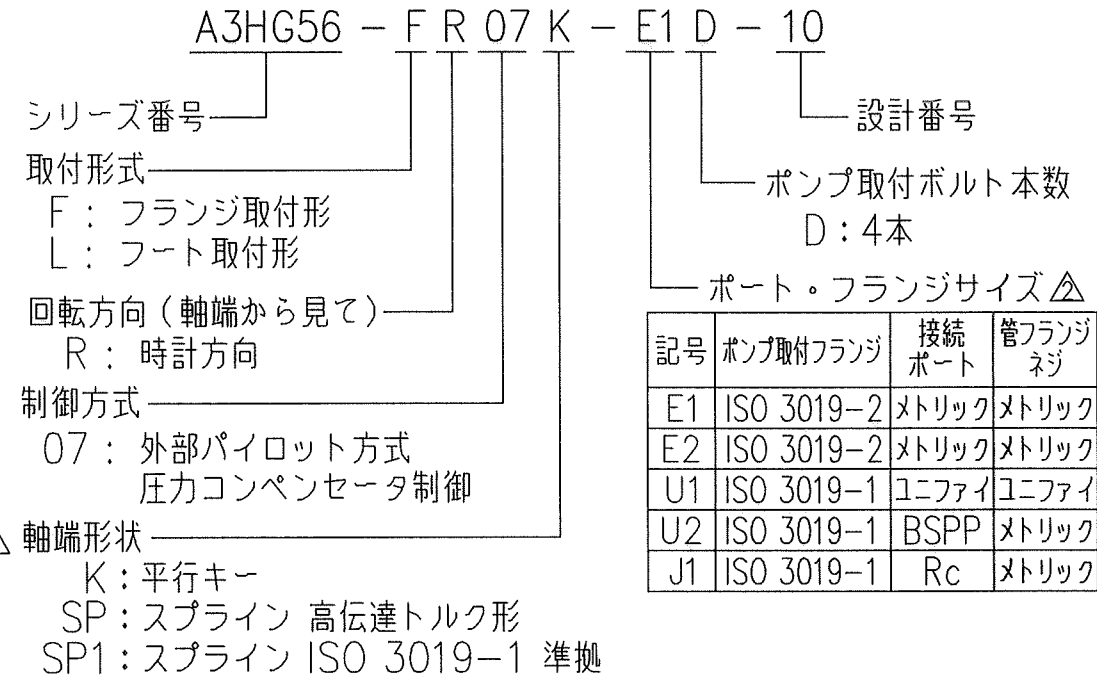 A3HG56 - F R 07 K - E1 D - 10
シリーズ番号
取付形式
F : フランジ取付形
L : フート取付形
回転方向(軸端から見て)
R : 時計方向
制御方式
07 : 外部パイロット方式
圧力コンペンセータ制御
軸端形状
K : 平行キー
SP : スプライン 高伝達トルク形
SP1 : スプライン ISO 3019-1 準拠
設計番号
ポンプ取付ボルト本数
D : 4本
ポート・フランジサイズ 2
記号 ポンプ取付フランジ 接続ポート 管フランジネジ
E1 ISO 3019-2 メトリック メトリック
E2 ISO 3019-2 メトリック メトリック
U1 ISO 3019-1 ユニファイ ユニファイ
U2 ISO 3019-1 BSPP メトリック
J1 ISO 3019-1 Rc メトリック